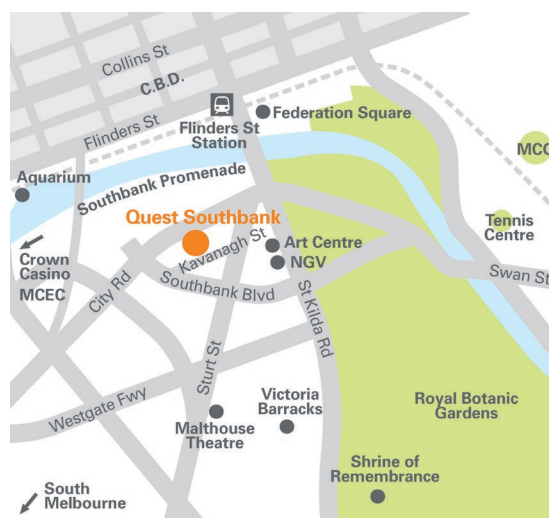 Collins St
C.B.D.
Flinders St
Flinders St
Station
Federation Square
MCC
Aquarium
Southbank Promenade
Quest Southbank
Tennis
Centre
Crown
Casino
MCEC
Kavanagh St
Art Centre
NGV
Swan St
City Rd
Southbank Blvd
St Kilda Rd
Sturt St
Westgate Fwy
Victoria
Barracks
Malthouse
Theatre
Royal Botanic
Gardens
Shrine of
Remembrance
South
Melbourne